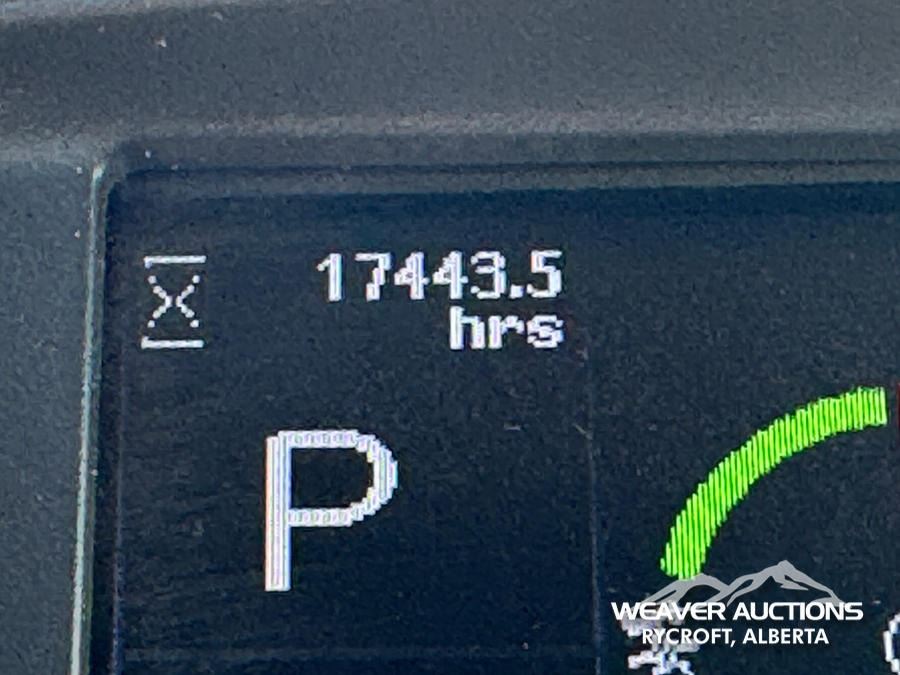 17443.5
hrs
P
WEAVER AUCTIONS
RYCROFT, ALBERTA